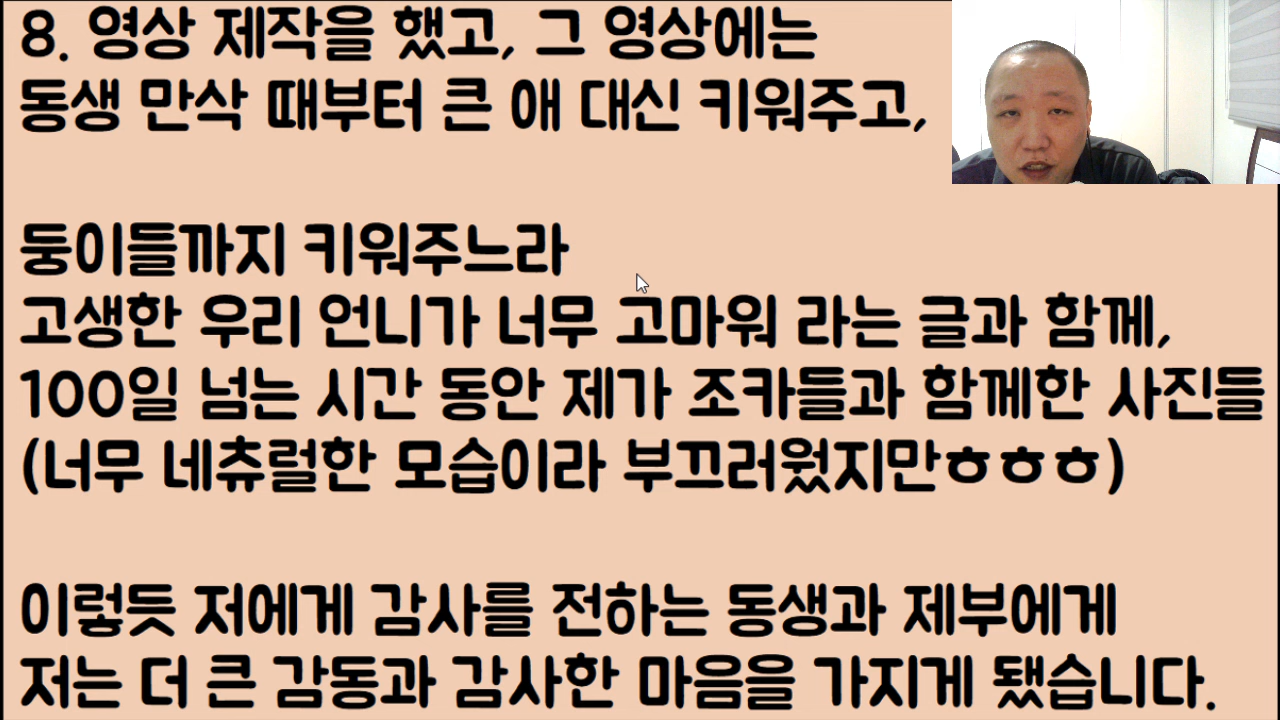 8. 영상 제작을 했고, 그 영상에는
동생 만삭 때부터 큰 애 대신 키워주고,
둥이들까지 키워주느라
고생한 우리 언니가 너무 고마워 라는 글과 함께,
100일 넘는 시간 동안 제가 조카들과 함께한 사진들
(너무 네츄럴한 모습이라 부끄러웠지만ㅎㅎㅎ)
이렇듯 저에게 감사를 전하는 동생과 제부에게
저는 더 큰 감동과 감사한 마음을 가지게 됐습니다.